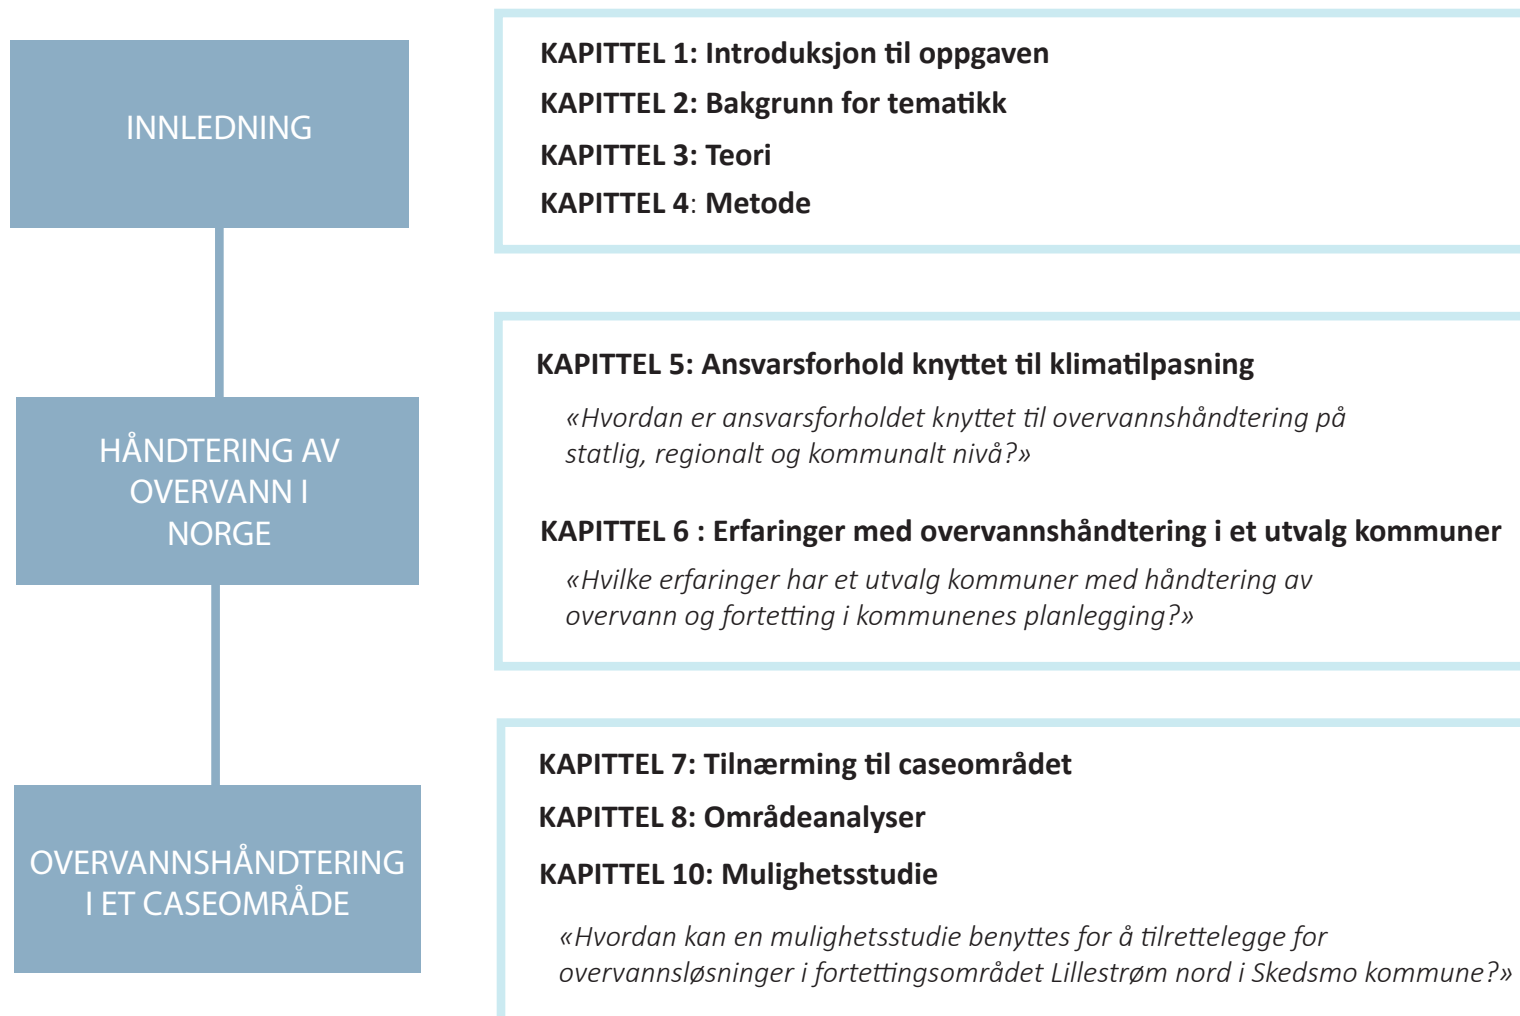 INNLEDNING
KAPITTEL 1: Introduksjon til oppgaven
KAPITTEL 2: Bakgrunn for tematikk
KAPITTEL 3: Teori
KAPITTEL 4: Metode
HÅNDTERING AV
OVERVANN I
NORGE
KAPITTEL 5: Ansvarsforhold knyttet til klimatilpasning
«Hvordan er ansvarsforholdet knyttet til overvannshåndtering på
statlig, regionalt og kommunalt nivå?»
KAPITTEL 6 : Erfaringer med overvannshåndtering i et utvalg kommuner
«Hvilke erfaringer har et utvalg kommuner med håndtering av
overvann og fortetting i kommunenes planlegging?»
OVERVANNSHÅNDTERING
I ET CASEOMRÅDE
KAPITTEL 7: Tilnærming til caseområdet
KAPITTEL 8: Områdeanalyser
KAPITTEL 10: Mulighetsstudie
«Hvordan kan en mulighetsstudie benyttes for å tilrettelegge for
overvannsløsninger i fortettingsområdet Lillestrøm nord i Skedsmo kommune?»